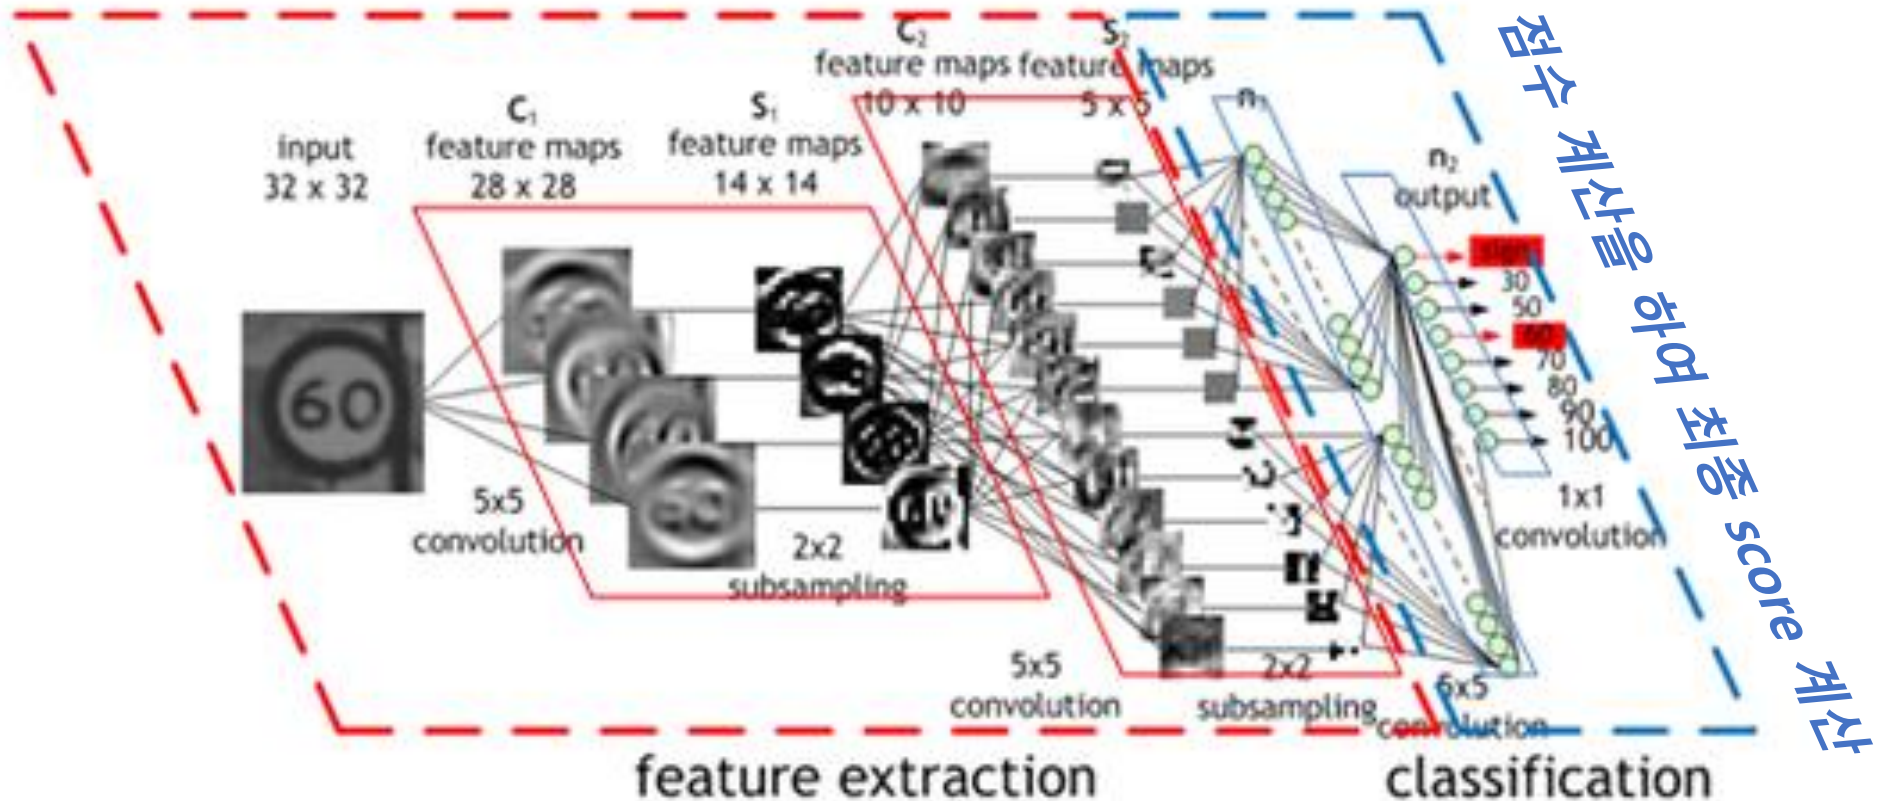 input
32 x 32
C₁
feature maps
28 x 28
S₁
feature maps
14 x 14
C₂
feature maps
10 x 10
S₂
feature maps
5 x 5
n₁
n₂
output
60
sign
30
50
60
70
80
90
100
5x5
convolution
2x2
subsampling
5x5
convolution
2x2
subsampling
convolution
1x1
convolution
feature extraction
classification
점수 계산을 하여 최종 score 계산